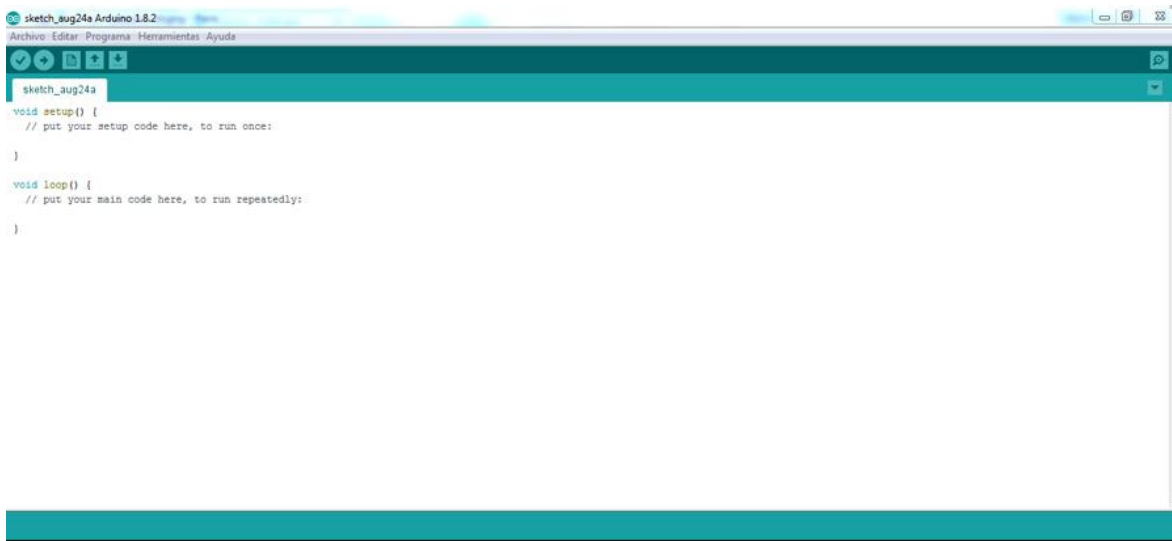 sketch_aug24a Arduino 1.8.2
Archivo Editar Programa Herramientas Ayuda
sketch_aug24a
void setup() {
// put your setup code here, to run once:
}
void loop() {
// put your main code here, to run repeatedly:
}